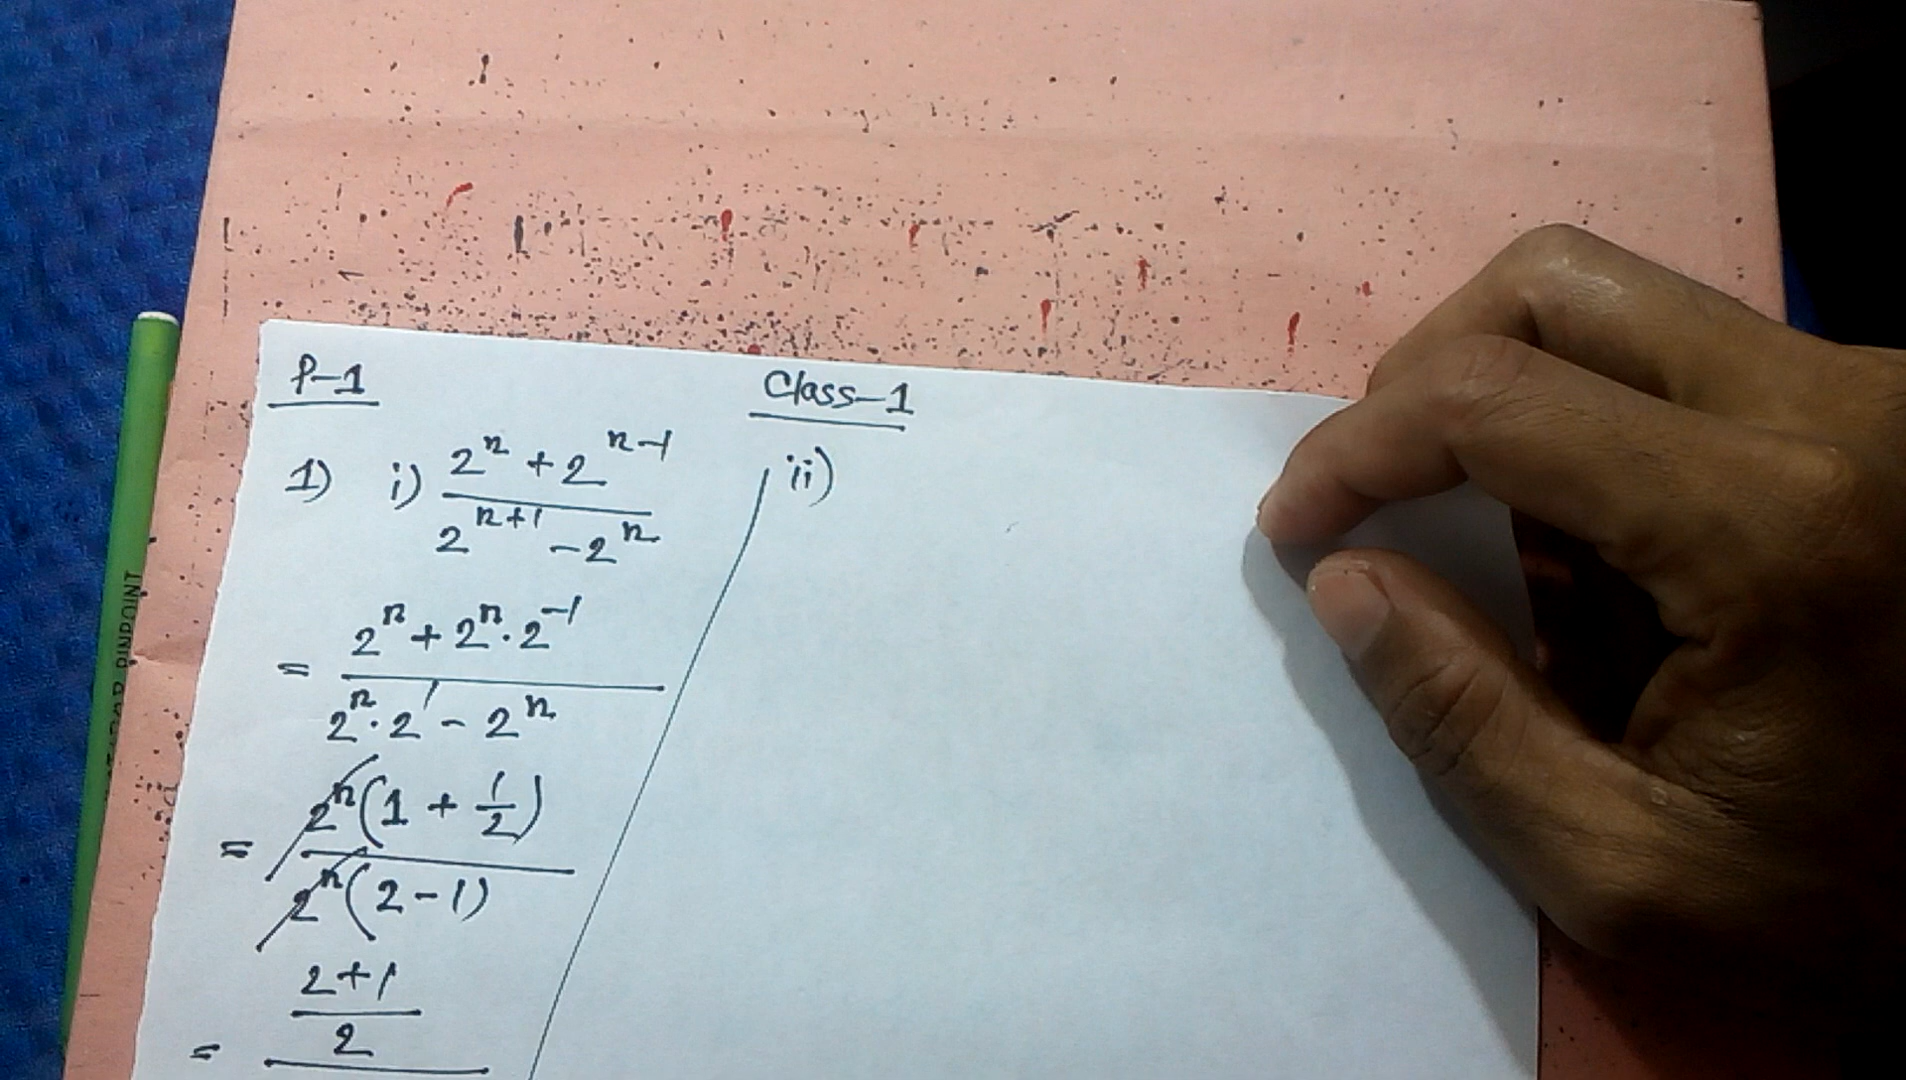 P-1
Class-1
1) i) (2^n + 2^(n-1)) / (2^(n+1) - 2^n)
= (2^n + 2^n · 2^-1) / (2^n · 2^1 - 2^n)
= 2^n(1 + 1/2) / 2^n(2 - 1)
= (2+1)/2
ii)
PINPOINT